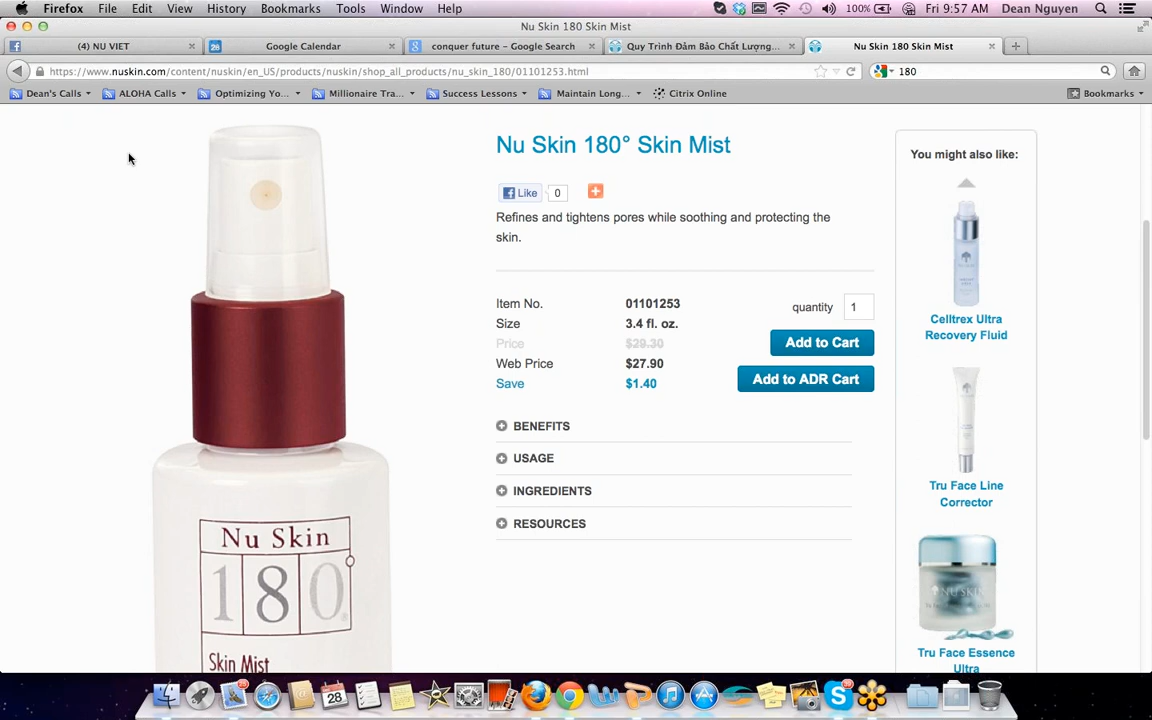 Firefox File Edit View History Bookmarks Tools Window Help 100% Fri 9:57 AM Dean Nguyen
Nu Skin 180 Skin Mist
(4) NU VIET Google Calendar conquer future – Google Search Quy Trình Đảm Bảo Chất Lượng... Nu Skin 180 Skin Mist
https://www.nuskin.com/content/nuskin/en_US/products/nuskin/shop_all_products/nu_skin_180/01101253.html 180
Dean's Calls ALOHA Calls Optimizing Yo... Millionaire Tra... Success Lessons Maintain Long... Citrix Online Bookmarks
Nu Skin 180° Skin Mist
Like 0
Refines and tightens pores while soothing and protecting the
skin.
Item No. 01101253
Size 3.4 fl. oz.
Price $29.30
Web Price $27.90
Save $1.40
quantity 1
Add to Cart
Add to ADR Cart
BENEFITS
USAGE
INGREDIENTS
RESOURCES
You might also like:
Celltrex Ultra
Recovery Fluid
Tru Face Line
Corrector
NU SKIN
Tru Face Essence
Ultra
Nu Skin
180
Skin Mist
28